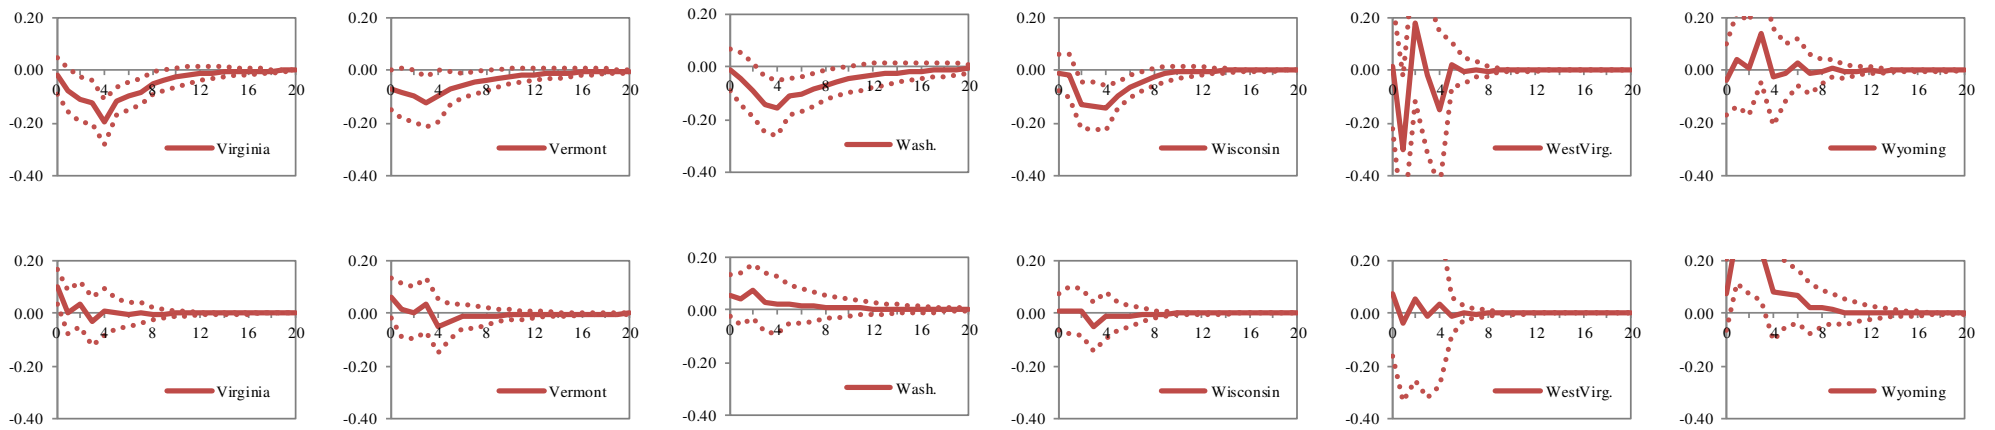 0.20 0.20 0.20 0.20 0.20 0.20
0.00 0.00 0.00 0.00 0.00 0.00
0 4 8 12 16 20 0 4 8 12 16 20 0 4 8 12 16 20 0 4 8 12 16 20 0 4 8 12 16 20 0 4 8 12 16 20
-0.20 -0.20 -0.20 -0.20 -0.20 -0.20
Virginia Vermont Wash. Wisconsin WestVirg. Wyoming
-0.40 -0.40 -0.40 -0.40 -0.40 -0.40
0.20 0.20 0.20 0.20 0.20 0.20
0.00 0.00 0.00 0.00 0.00 0.00
0 4 8 12 16 20 0 4 8 12 16 20 0 4 8 12 16 20 0 4 8 12 16 20 0 4 8 12 16 20 0 4 8 12 16 20
-0.20 -0.20 -0.20 -0.20 -0.20 -0.20
Virginia Vermont Wash. Wisconsin WestVirg. Wyoming
-0.40 -0.40 -0.40 -0.40 -0.40 -0.40